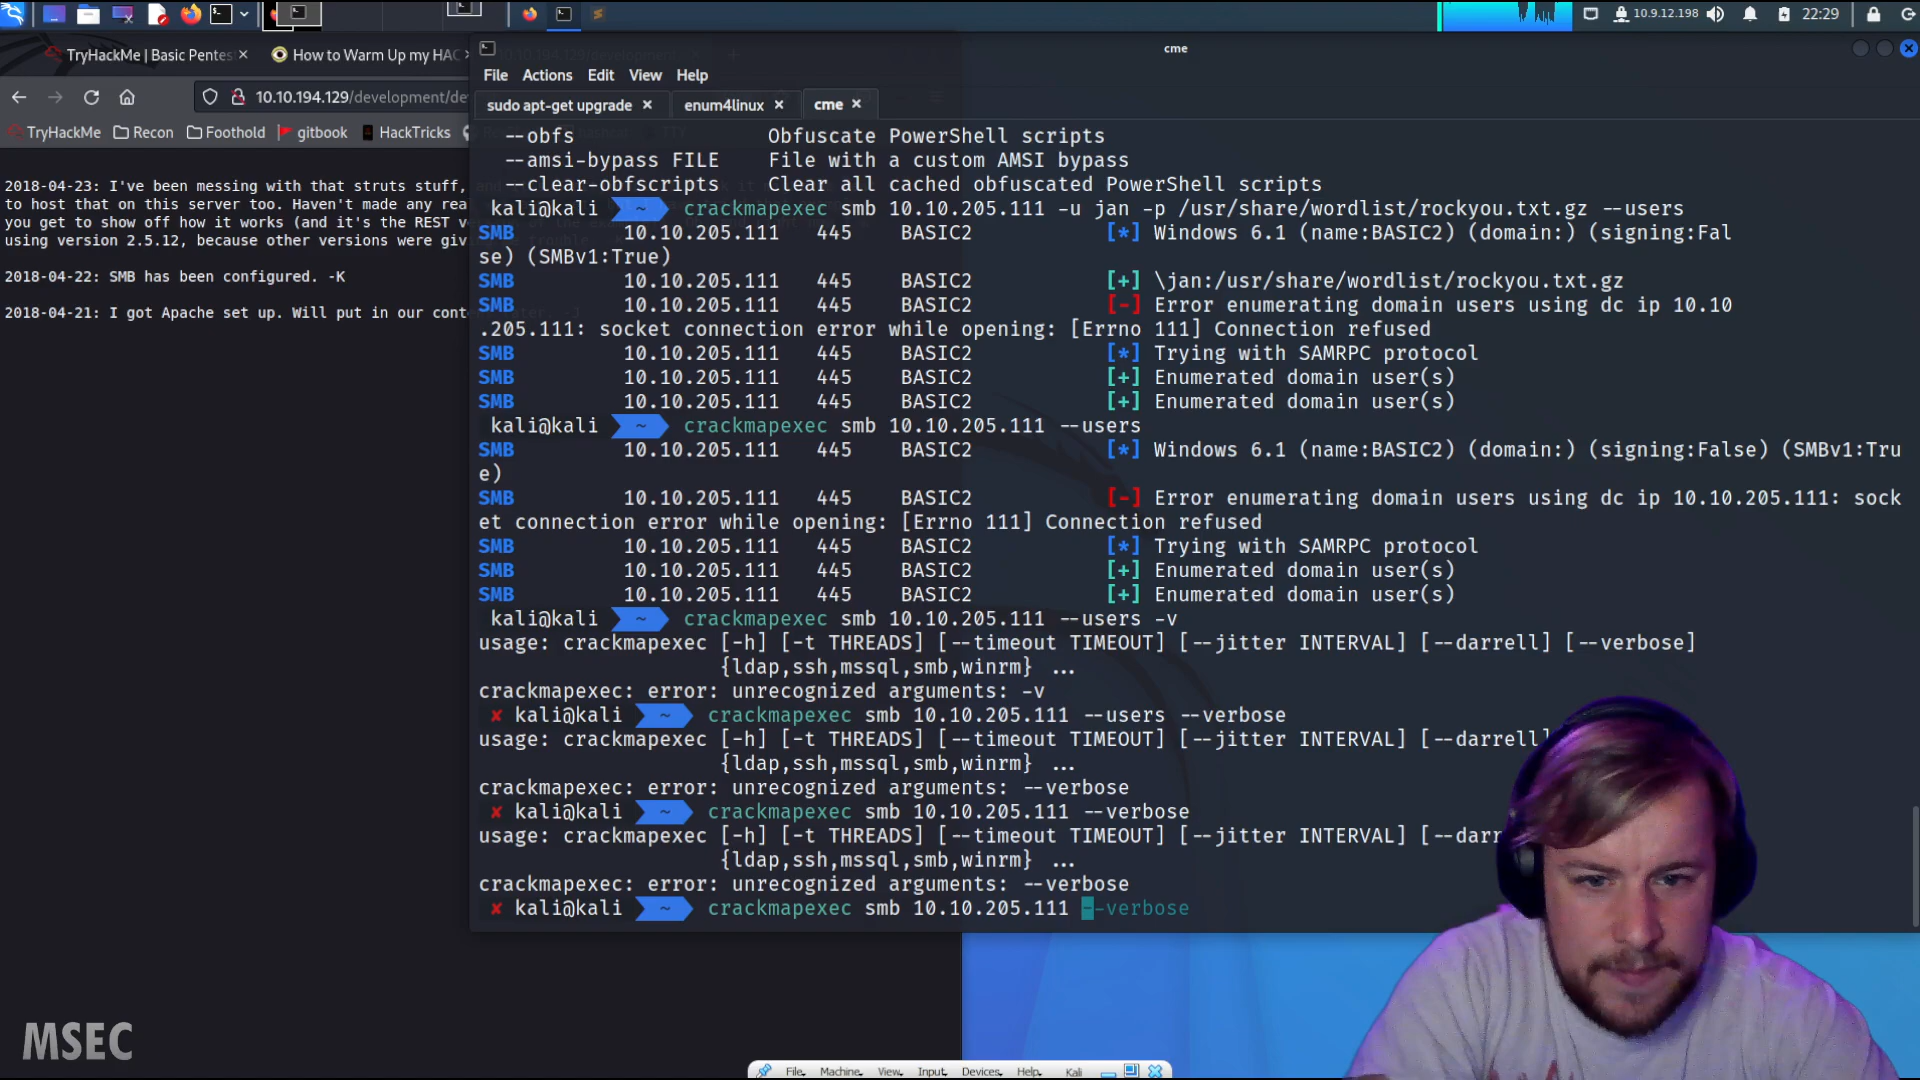 10.9.12.198
22:29
TryHackMe | Basic Pentes
How to Warm Up my HAC
cme
10.10.194.129/development/de
TryHackMe
Recon
Foothold
gitbook
HackTricks
2018-04-23: I've been messing with that struts stuff,
to host that on this server too. Haven't made any real
you get to show off how it works (and it's the REST ve
using version 2.5.12, because other versions were giv
2018-04-22: SMB has been configured. -K
2018-04-21: I got Apache set up. Will put in our cont
File Actions Edit View Help
sudo apt-get upgrade
enum4linux
cme
--obfs Obfuscate PowerShell scripts
--amsi-bypass FILE File with a custom AMSI bypass
--clear-obfscripts Clear all cached obfuscated PowerShell scripts
kali@kali ~ crackmapexec smb 10.10.205.111 -u jan -p /usr/share/wordlist/rockyou.txt.gz --users
SMB 10.10.205.111 445 BASIC2 [*] Windows 6.1 (name:BASIC2) (domain:) (signing:Fal
se) (SMBv1:True)
SMB 10.10.205.111 445 BASIC2 [+] \jan:/usr/share/wordlist/rockyou.txt.gz
SMB 10.10.205.111 445 BASIC2 [-] Error enumerating domain users using dc ip 10.10
.205.111: socket connection error while opening: [Errno 111] Connection refused
SMB 10.10.205.111 445 BASIC2 [*] Trying with SAMRPC protocol
SMB 10.10.205.111 445 BASIC2 [+] Enumerated domain user(s)
SMB 10.10.205.111 445 BASIC2 [+] Enumerated domain user(s)
kali@kali ~ crackmapexec smb 10.10.205.111 --users
SMB 10.10.205.111 445 BASIC2 [*] Windows 6.1 (name:BASIC2) (domain:) (signing:False) (SMBv1:Tru
e)
SMB 10.10.205.111 445 BASIC2 [-] Error enumerating domain users using dc ip 10.10.205.111: sock
et connection error while opening: [Errno 111] Connection refused
SMB 10.10.205.111 445 BASIC2 [*] Trying with SAMRPC protocol
SMB 10.10.205.111 445 BASIC2 [+] Enumerated domain user(s)
SMB 10.10.205.111 445 BASIC2 [+] Enumerated domain user(s)
kali@kali ~ crackmapexec smb 10.10.205.111 --users -v
usage: crackmapexec [-h] [-t THREADS] [--timeout TIMEOUT] [--jitter INTERVAL] [--darrell] [--verbose]
{ldap,ssh,mssql,smb,winrm} ...
crackmapexec: error: unrecognized arguments: -v
✘ kali@kali ~ crackmapexec smb 10.10.205.111 --users --verbose
usage: crackmapexec [-h] [-t THREADS] [--timeout TIMEOUT] [--jitter INTERVAL] [--darrell]
{ldap,ssh,mssql,smb,winrm} ...
crackmapexec: error: unrecognized arguments: --verbose
✘ kali@kali ~ crackmapexec smb 10.10.205.111 --verbose
usage: crackmapexec [-h] [-t THREADS] [--timeout TIMEOUT] [--jitter INTERVAL] [--darr
{ldap,ssh,mssql,smb,winrm} ...
crackmapexec: error: unrecognized arguments: --verbose
✘ kali@kali ~ crackmapexec smb 10.10.205.111 --verbose
MSEC
File Machine View Input Devices Help Kali